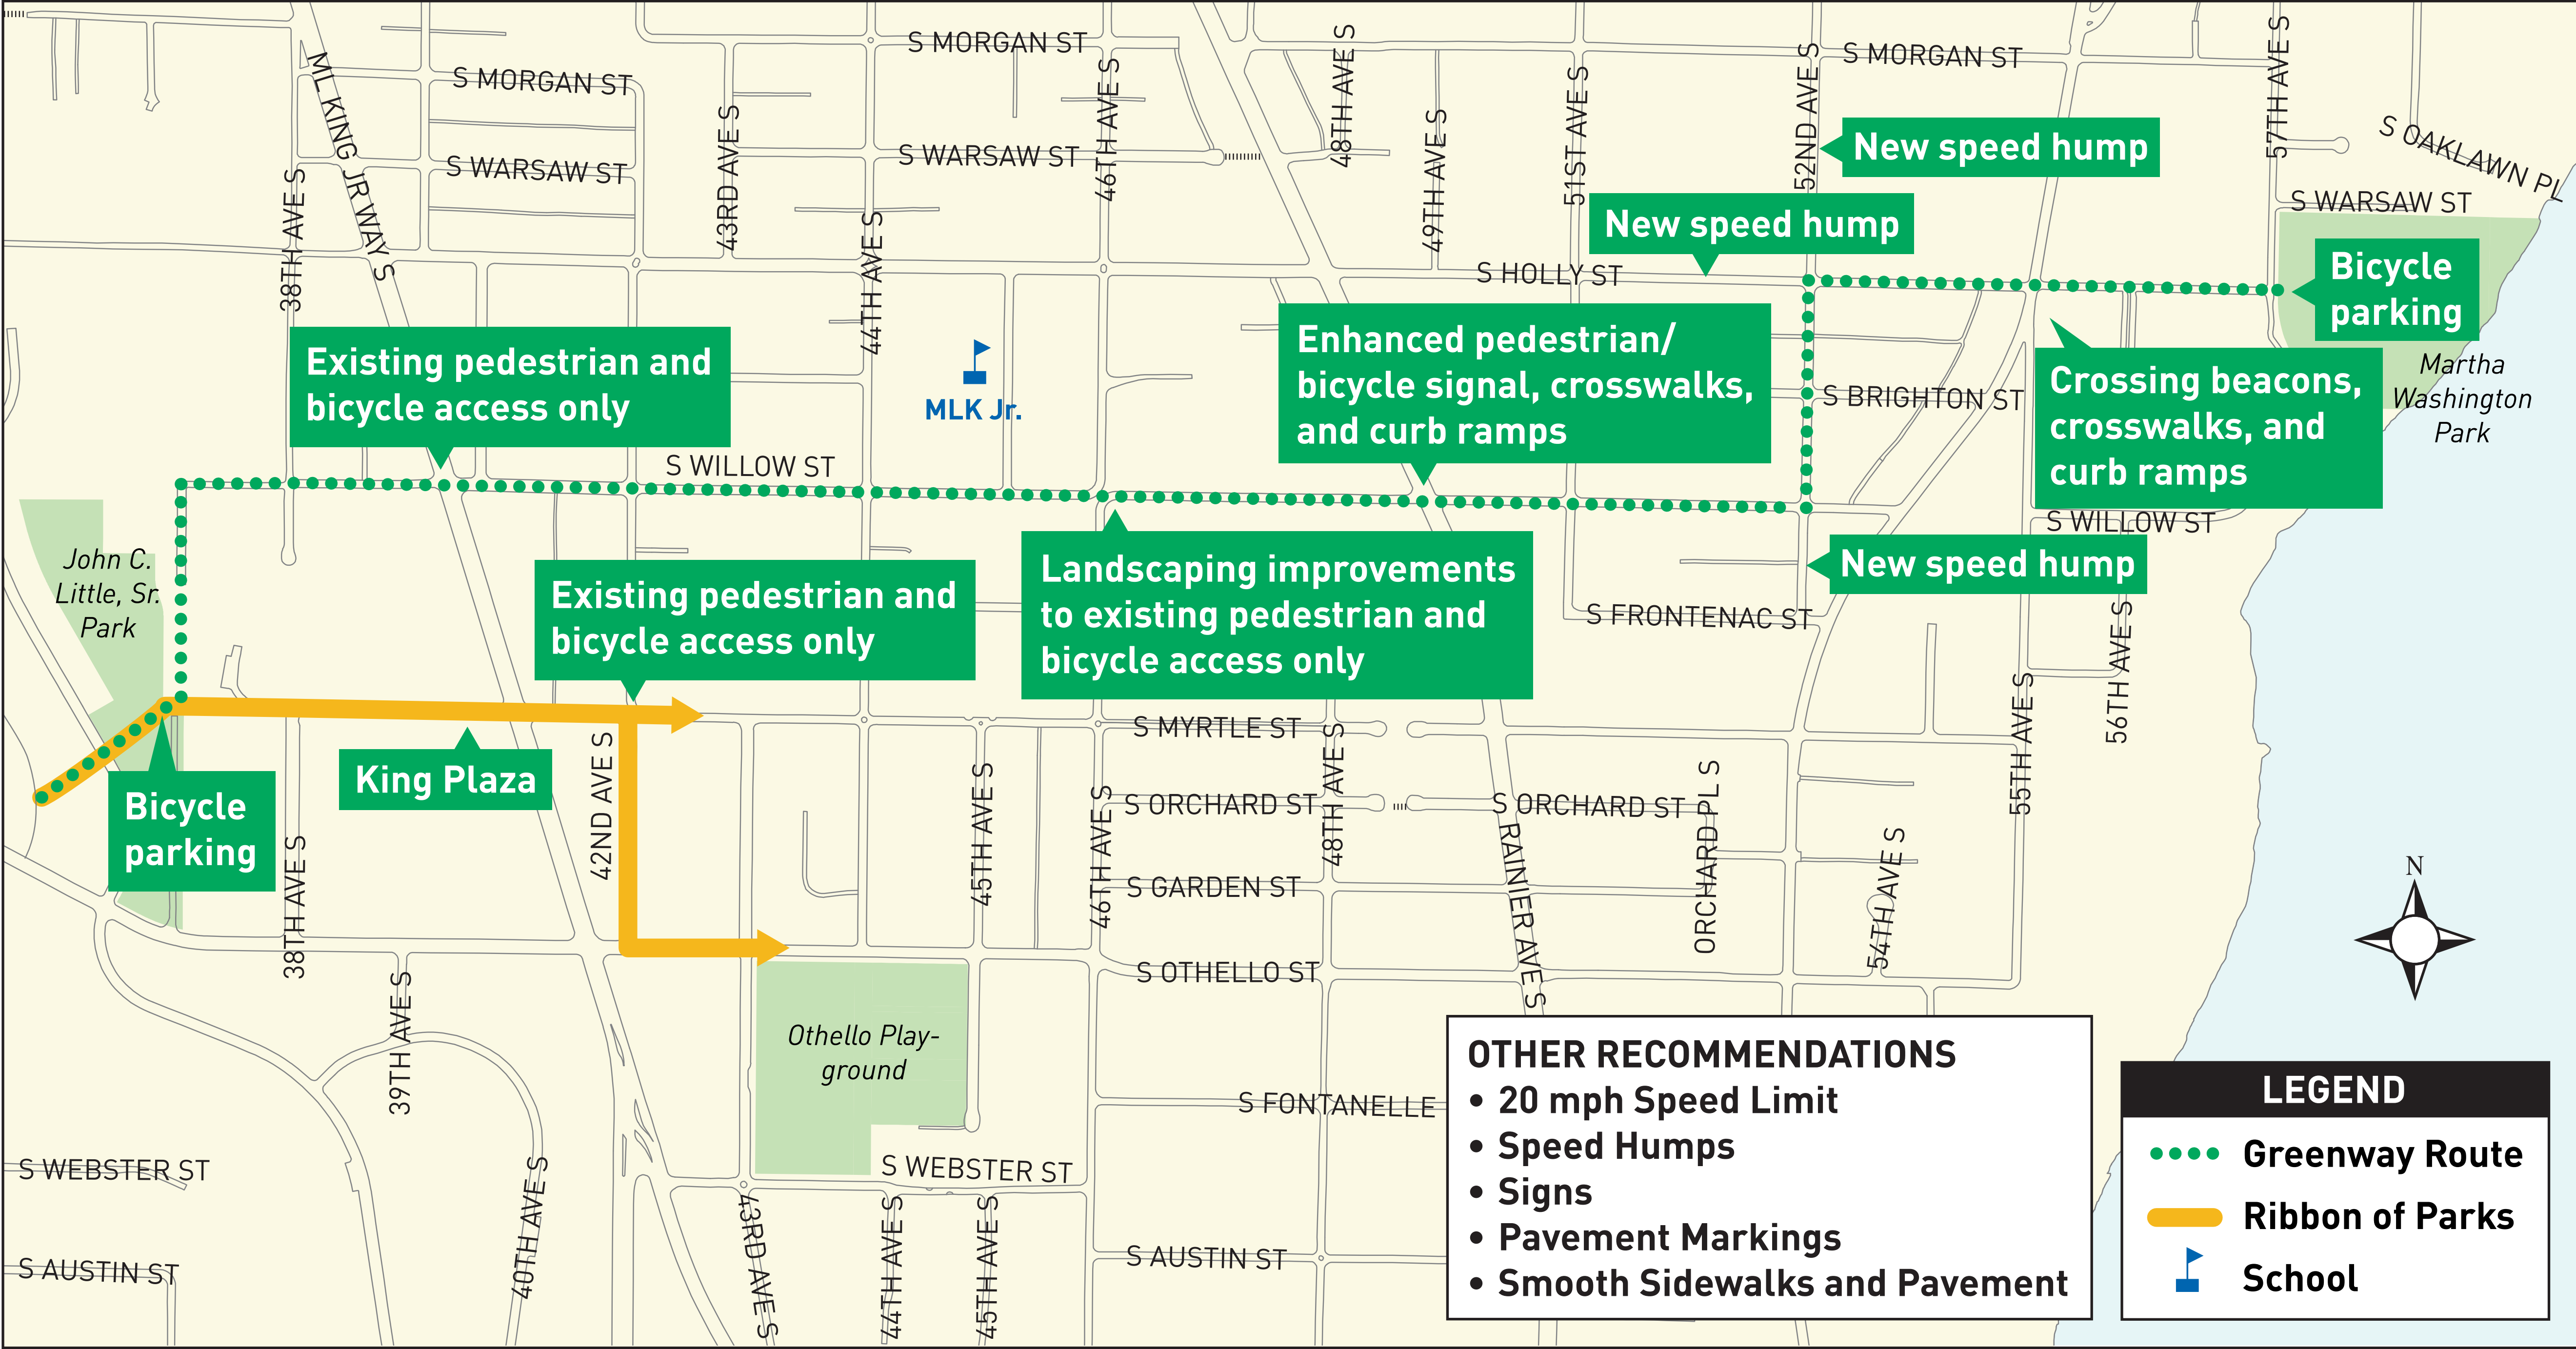 S MORGAN ST
S MORGAN ST
S MORGAN ST
ML KING JR WAY S
38TH AVE S
43RD AVE S
44TH AVE S
46TH AVE S
48TH AVE S
49TH AVE S
51ST AVE S
52ND AVE S
57TH AVE S
S OAKLAWN PL
S WARSAW ST
S WARSAW ST
S WARSAW ST
New speed hump
New speed hump
S HOLLY ST
Bicycle
parking
Martha
Washington
Park
Existing pedestrian and
bicycle access only
MLK Jr.
Enhanced pedestrian/
bicycle signal, crosswalks,
and curb ramps
S BRIGHTON ST
Crossing beacons,
crosswalks, and
curb ramps
S WILLOW ST
S WILLOW ST
John C.
Little, Sr.
Park
Existing pedestrian and
bicycle access only
Landscaping improvements
to existing pedestrian and
bicycle access only
New speed hump
S FRONTENAC ST
56TH AVE S
55TH AVE S
S MYRTLE ST
King Plaza
Bicycle
parking
42ND AVE S
45TH AVE S
46TH AVE S
48TH AVE S
S ORCHARD ST
S ORCHARD ST
ORCHARD PL S
RAINIER AVE S
54TH AVE S
S GARDEN ST
38TH AVE S
39TH AVE S
S OTHELLO ST
Othello Play-
ground
S FONTANELLE
S WEBSTER ST
S WEBSTER ST
40TH AVE S
43RD AVE S
44TH AVE S
45TH AVE S
S AUSTIN ST
S AUSTIN ST
N
OTHER RECOMMENDATIONS
• 20 mph Speed Limit
• Speed Humps
• Signs
• Pavement Markings
• Smooth Sidewalks and Pavement
LEGEND
Greenway Route
Ribbon of Parks
School